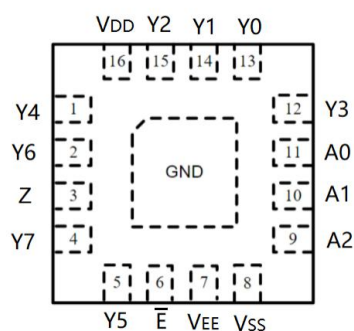 VDD Y2 Y1 Y0
16 15 14 13
Y4 1 12 Y3
Y6 2 11 A0
GND
Z 3 10 A1
Y7 4 9 A2
5 6 7 8
Y5 E̅ VEE VSS